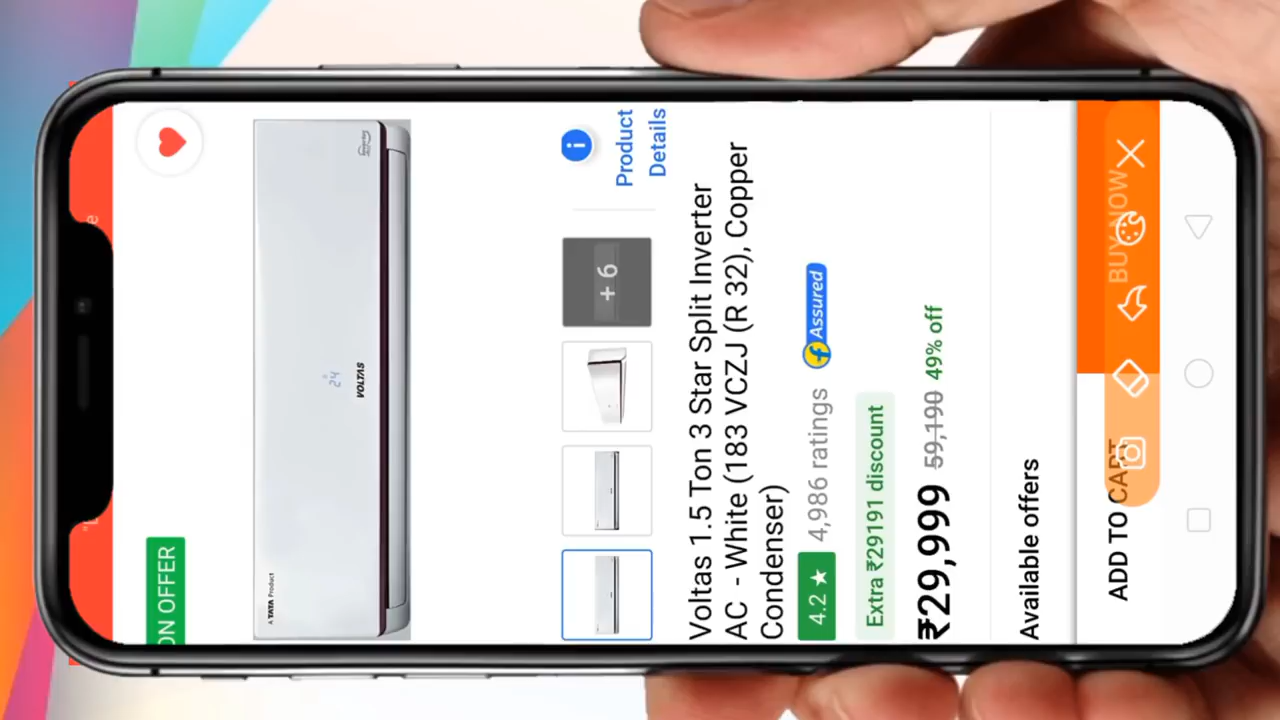 ON OFFER
A TATA Product
24
VOLTAS
+ 6
Product
Details
Voltas 1.5 Ton 3 Star Split Inverter
AC - White (183 VCZJ (R 32), Copper
Condenser)
4.2 ★ 4,986 ratings
f Assured
Extra ₹29191 discount
₹29,999 59,190 49% off
Available offers
ADD TO CART
BUY NOW